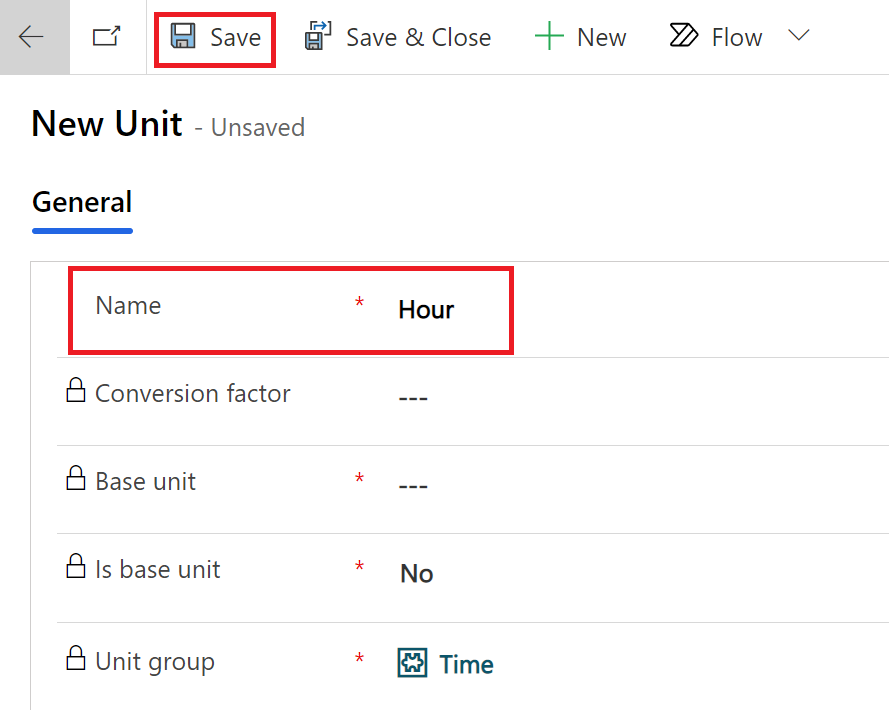 Save Save & Close New Flow
New Unit - Unsaved
General
Name * Hour
Conversion factor ---
Base unit * ---
Is base unit * No
Unit group * Time